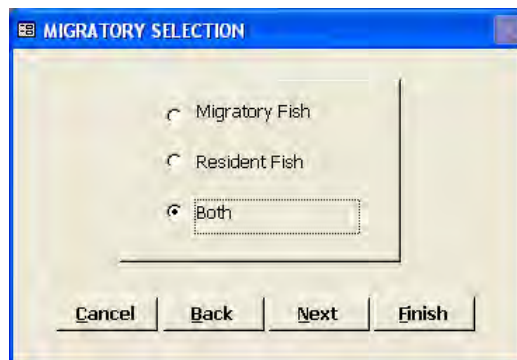 MIGRATORY SELECTION
Migratory Fish
Resident Fish
Both
Cancel Back Next Finish